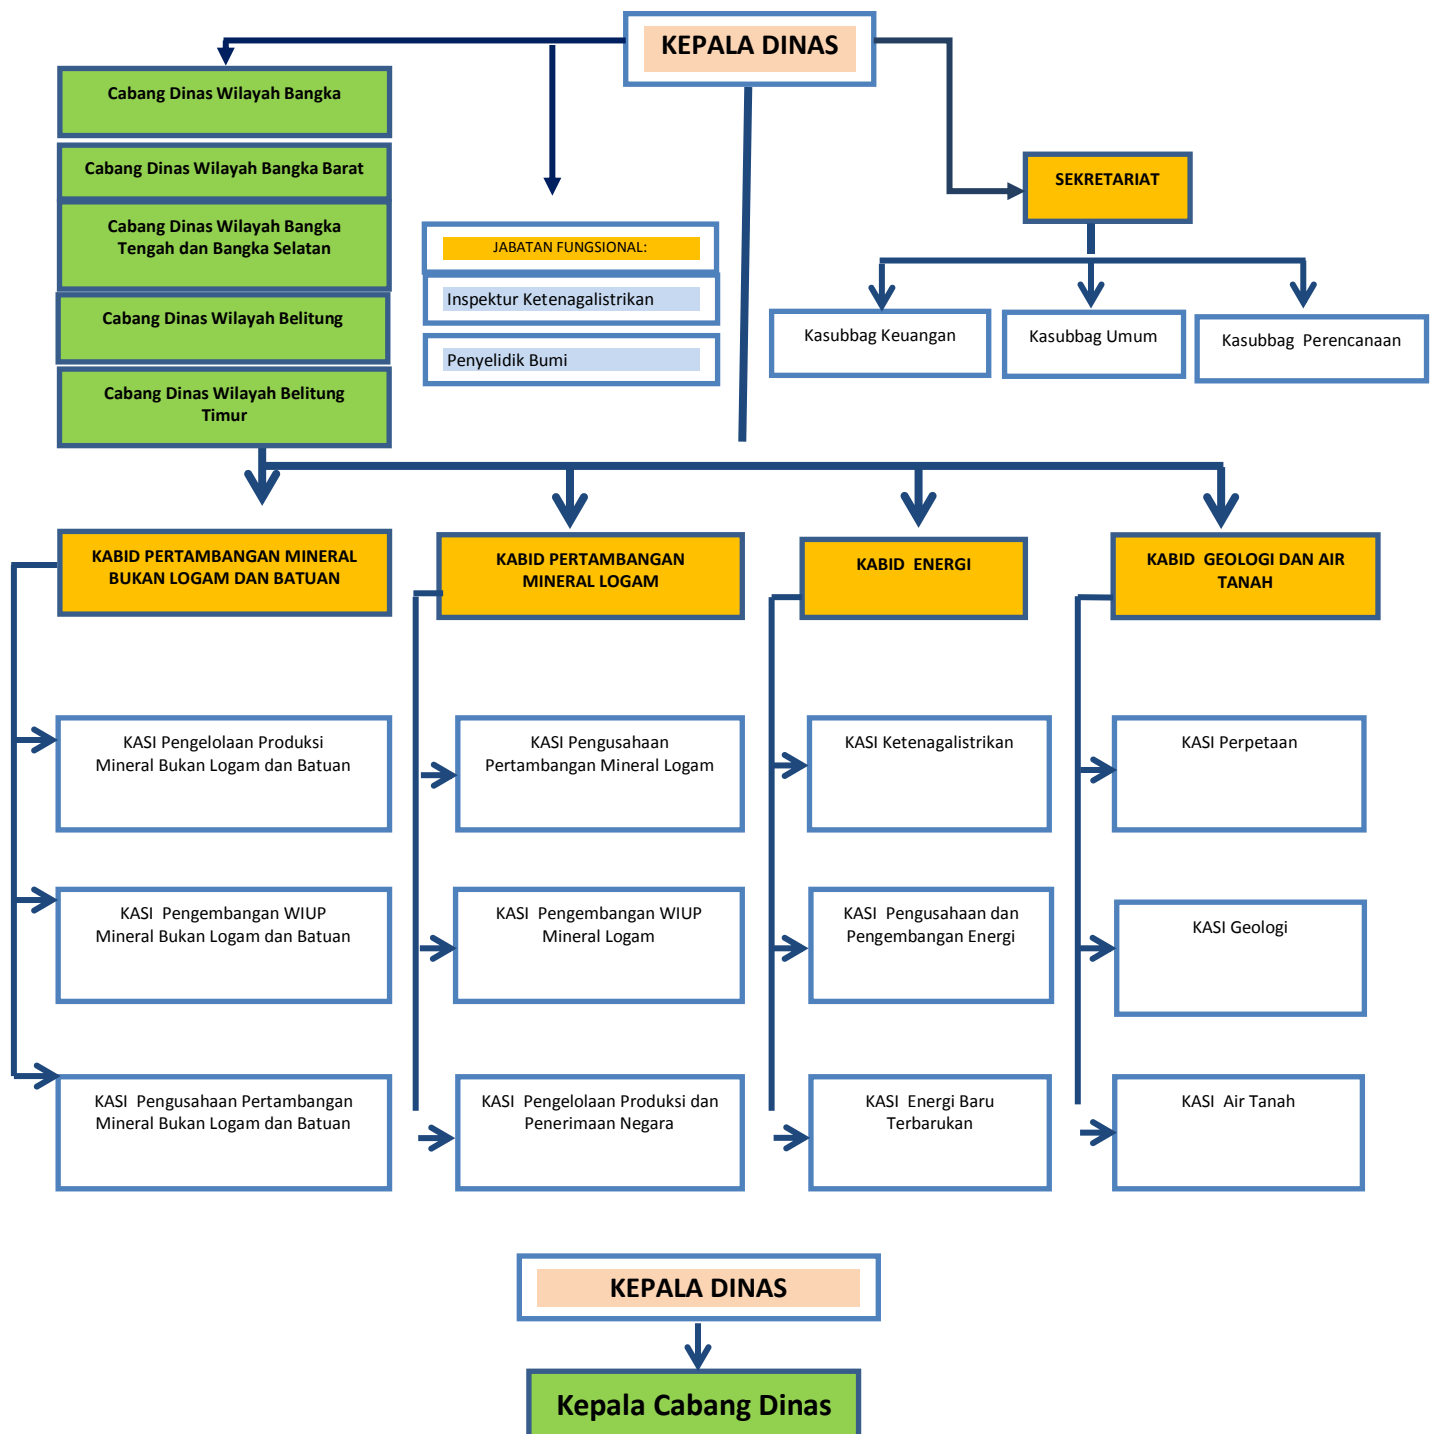 KEPALA DINAS
Cabang Dinas Wilayah Bangka
Cabang Dinas Wilayah Bangka Barat
Cabang Dinas Wilayah Bangka
Tengah dan Bangka Selatan
Cabang Dinas Wilayah Belitung
Cabang Dinas Wilayah Belitung
Timur
JABATAN FUNGSIONAL:
Inspektur Ketenagalistrikan
Penyelidik Bumi
SEKRETARIAT
Kasubbag Keuangan
Kasubbag Umum
Kasubbag Perencanaan
KABID PERTAMBANGAN MINERAL
BUKAN LOGAM DAN BATUAN
KABID PERTAMBANGAN
MINERAL LOGAM
KABID ENERGI
KABID GEOLOGI DAN AIR
TANAH
KASI Pengelolaan Produksi
Mineral Bukan Logam dan Batuan
KASI Pengusahaan
Pertambangan Mineral Logam
KASI Ketenagalistrikan
KASI Perpetaan
KASI Pengembangan WIUP
Mineral Bukan Logam dan Batuan
KASI Pengembangan WIUP
Mineral Logam
KASI Pengusahaan dan
Pengembangan Energi
KASI Geologi
KASI Pengusahaan Pertambangan
Mineral Bukan Logam dan Batuan
KASI Pengelolaan Produksi dan
Penerimaan Negara
KASI Energi Baru
Terbarukan
KASI Air Tanah
KEPALA DINAS
Kepala Cabang Dinas